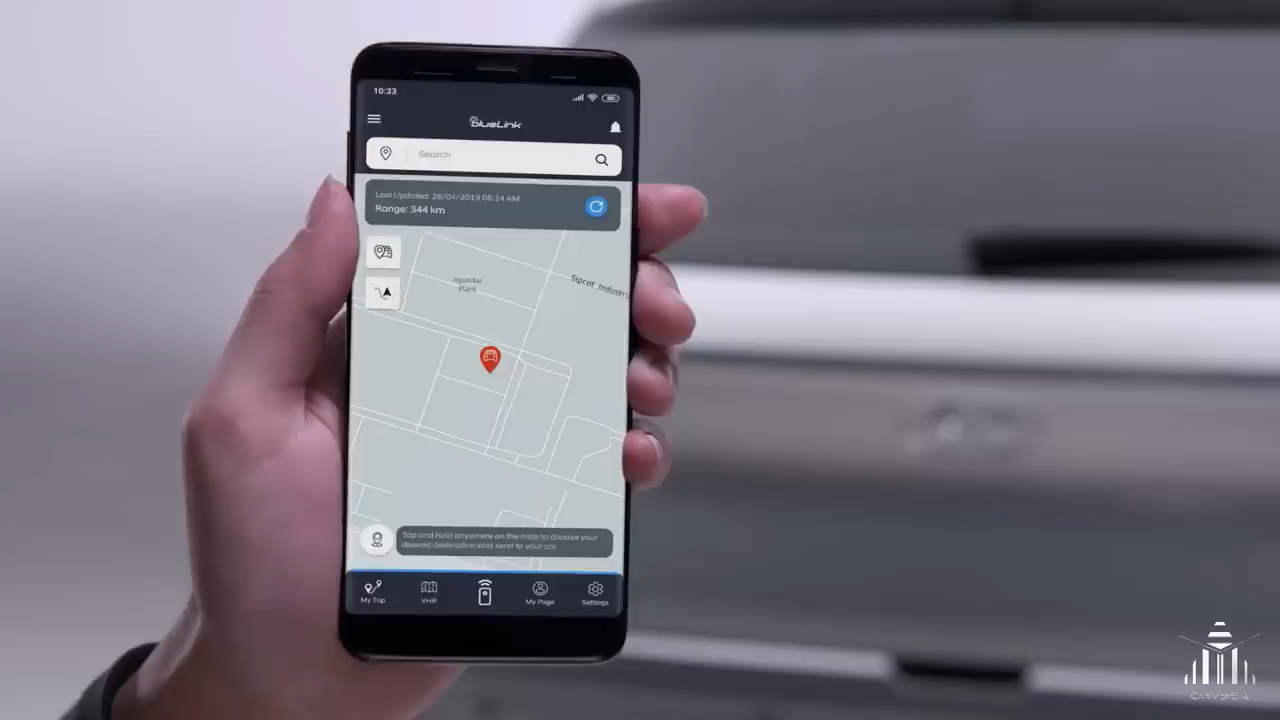 10:33
blueLink
Search
Last Updated: 26/04/2019 06:24 AM
Range: 344 km
Hyundai
Plant
Sipcot Industri
Tap and hold anywhere on the map to choose your
desired destination and send to your car.
My Trip
VHR
My Page
Settings